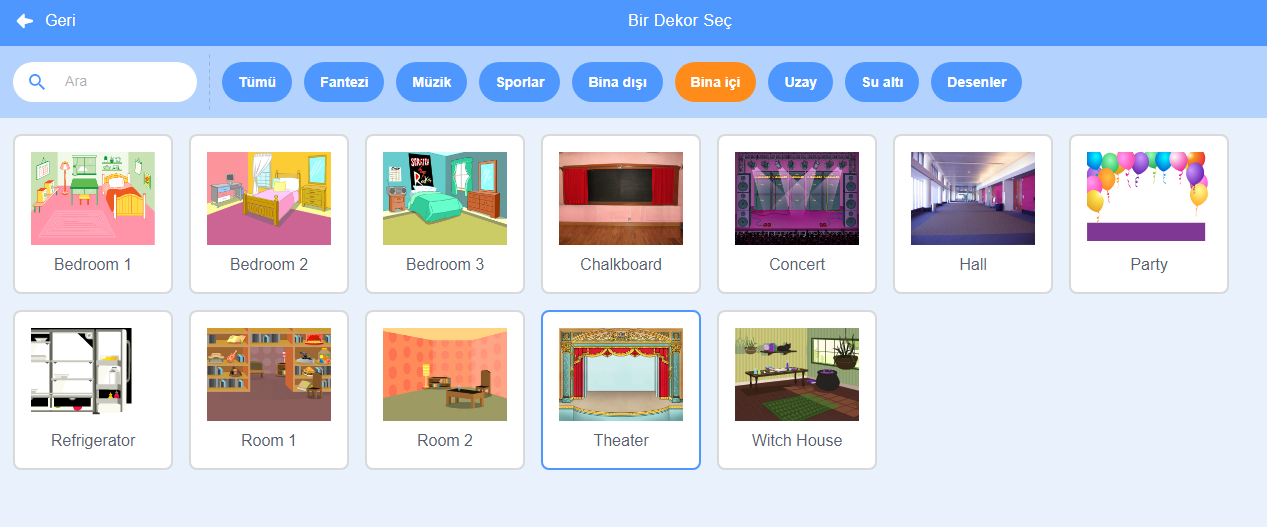 Geri
Bir Dekor Seç
Ara
Tümü
Fantezi
Müzik
Sporlar
Bina dışı
Bina içi
Uzay
Su altı
Desenler
Bedroom 1
Bedroom 2
Bedroom 3
Chalkboard
Concert
Hall
Party
Refrigerator
Room 1
Room 2
Theater
Witch House